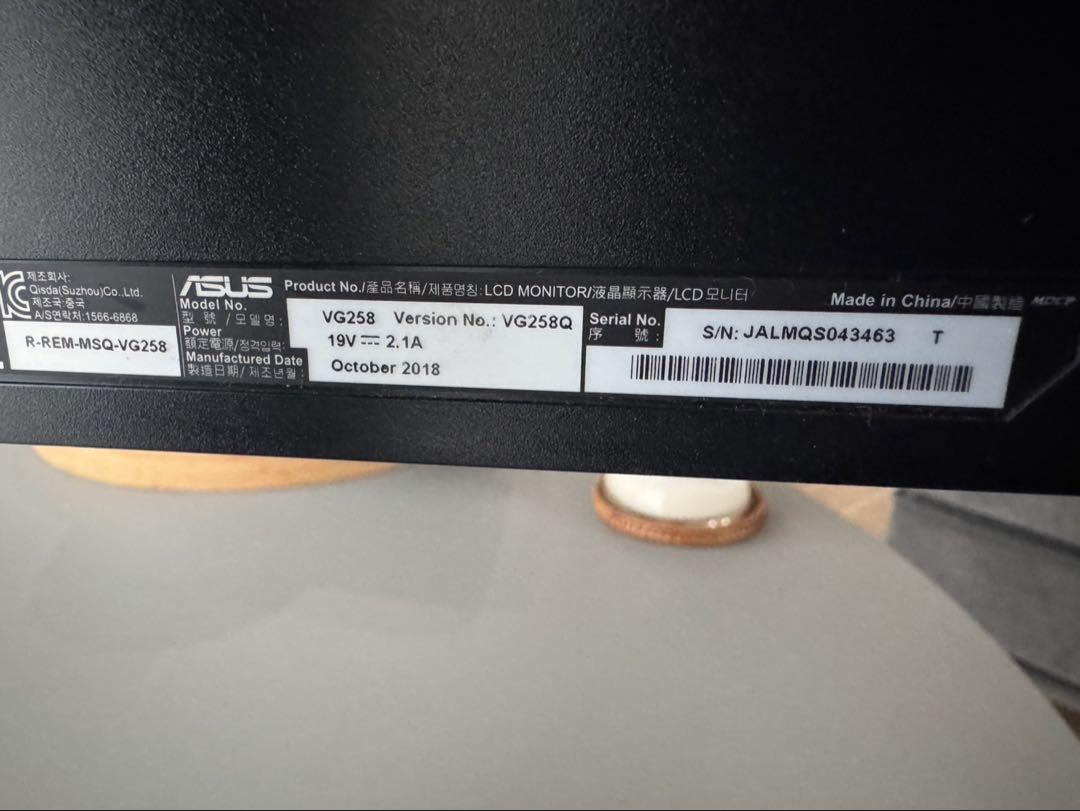 제조회사:
Qisda(Suzhou)Co.,Ltd.
제조국:중국
A/S연락처:1566-6868
R-REM-MSQ-VG258
ASUS
Product No./產品名稱/제품명칭:LCD MONITOR/液晶顯示器/LCD 모니터
Model No.
型 號 / 모 델 명 :
VG258 Version No.: VG258Q
Power
額定電源/정격입력:
19V 2.1A
Manufactured Date
製造日期/ 제조년월 :
October 2018
Made in China/中國製造 MDCP
Serial No.
序 號 :
S/N: JALMQS043463 T